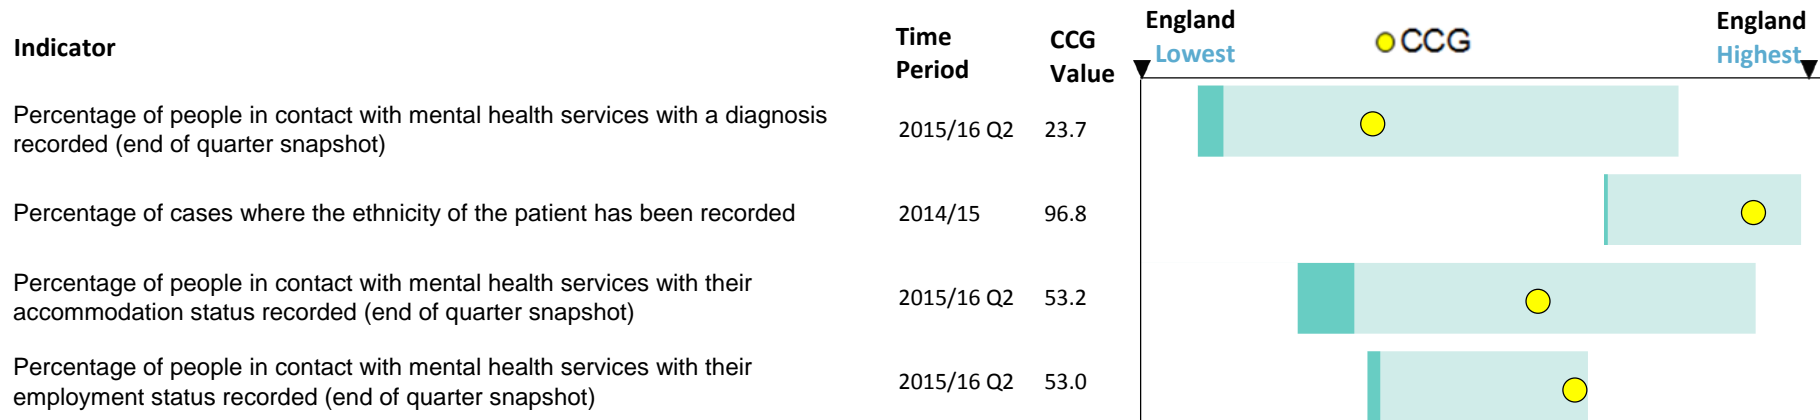 Indicator
Time Period
CCG Value
England Lowest
CCG
England Highest
Percentage of people in contact with mental health services with a diagnosis
recorded (end of quarter snapshot)
2015/16 Q2
23.7
Percentage of cases where the ethnicity of the patient has been recorded
2014/15
96.8
Percentage of people in contact with mental health services with their
accommodation status recorded (end of quarter snapshot)
2015/16 Q2
53.2
Percentage of people in contact with mental health services with their
employment status recorded (end of quarter snapshot)
2015/16 Q2
53.0